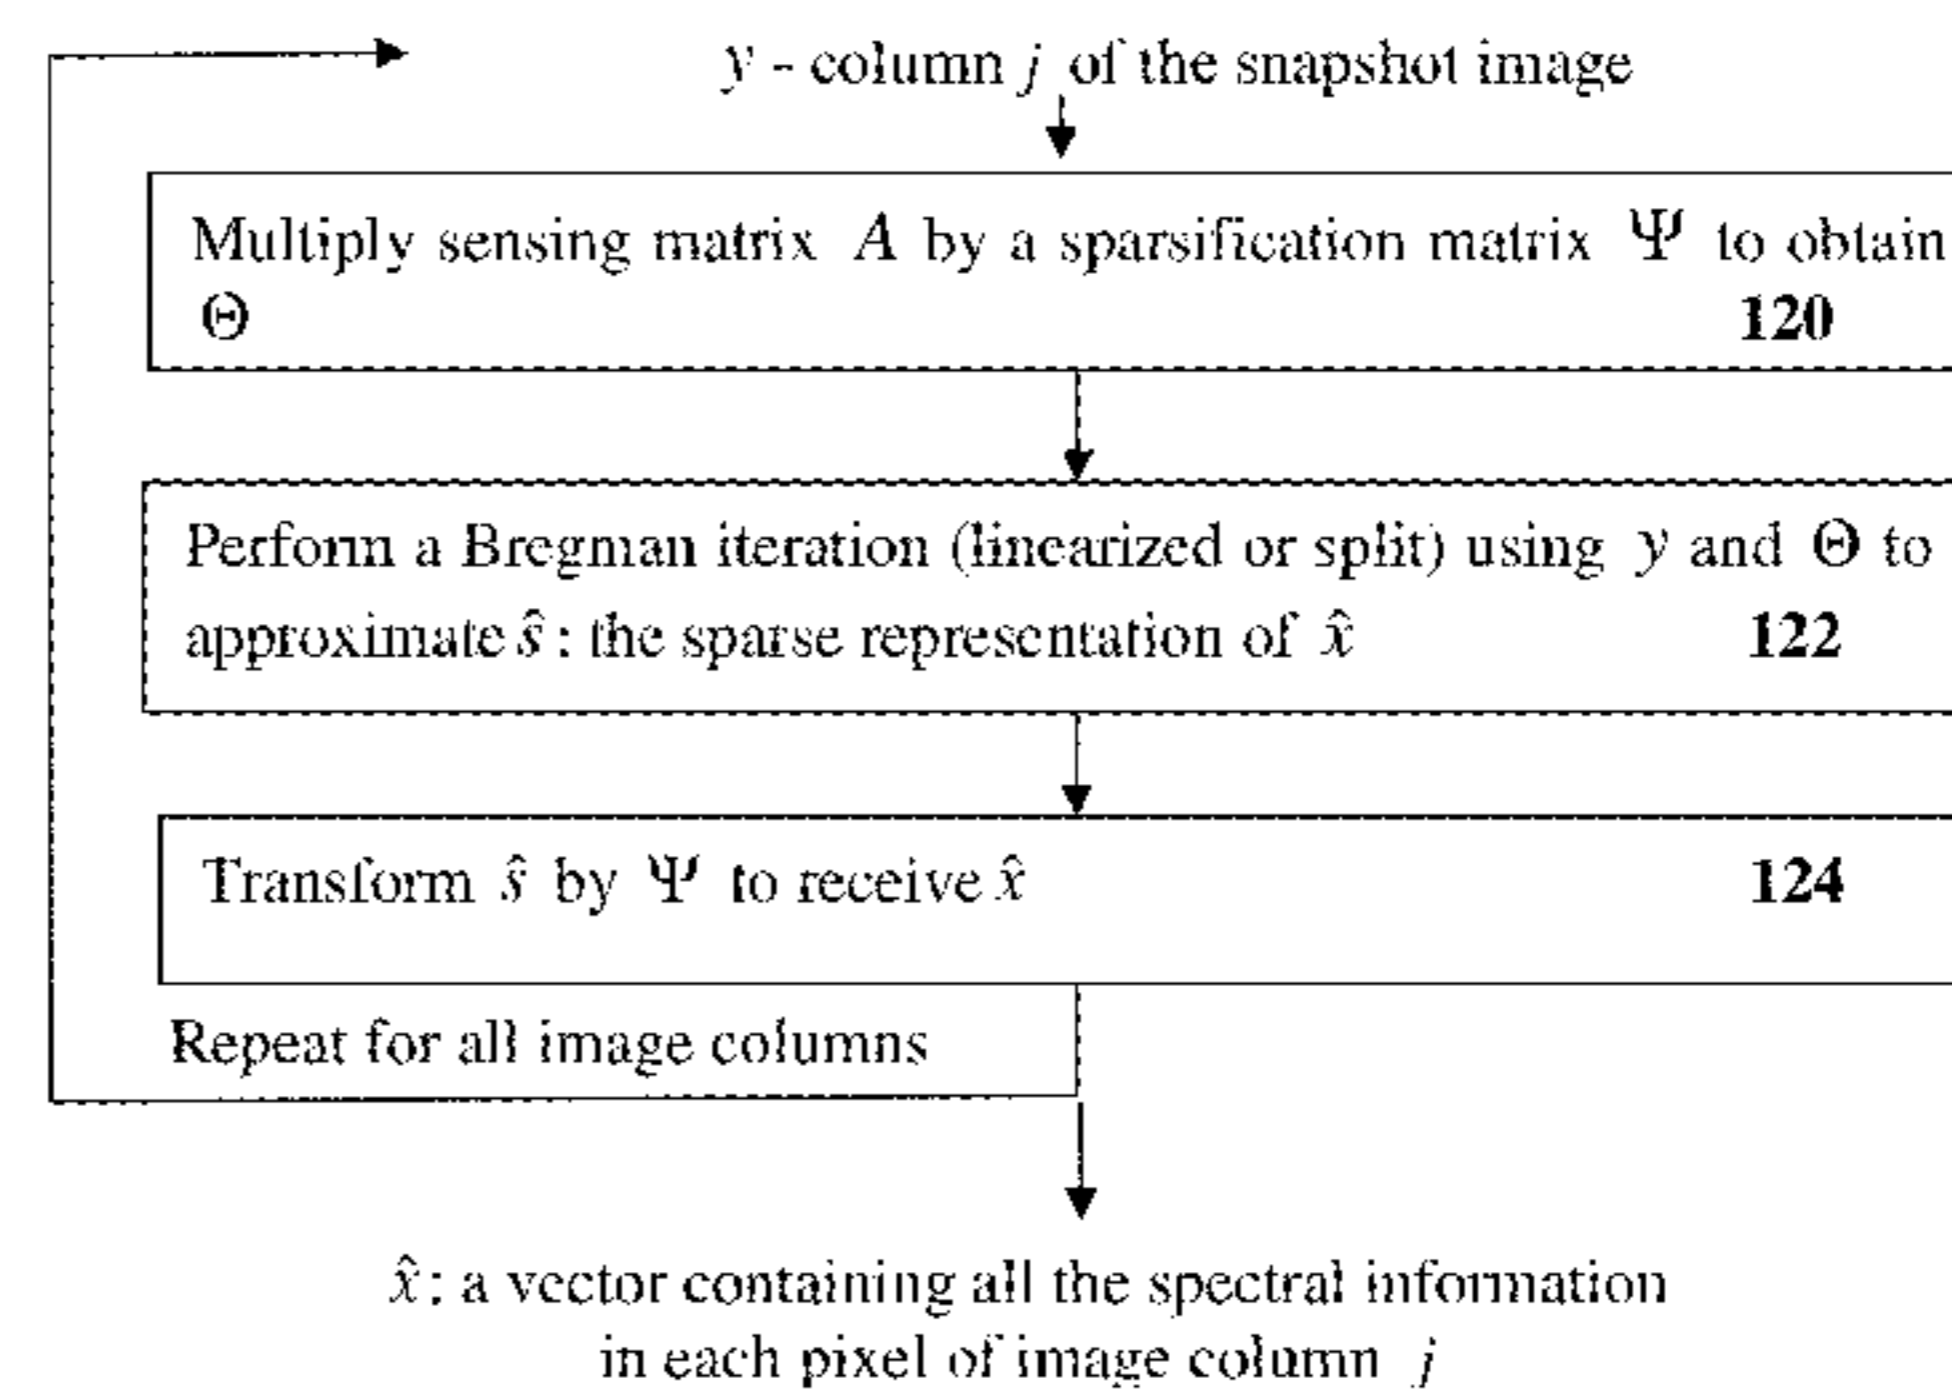 y - column j of the snapshot image
Multiply sensing matrix A by a sparsification matrix Ψ to obtain
Θ 120
Perform a Bregman iteration (linearized or split) using y and Θ to
approximate ŝ : the sparse representation of x̂ 122
Transform ŝ by Ψ to receive x̂ 124
Repeat for all image columns
x̂ : a vector containing all the spectral information
in each pixel of image column j